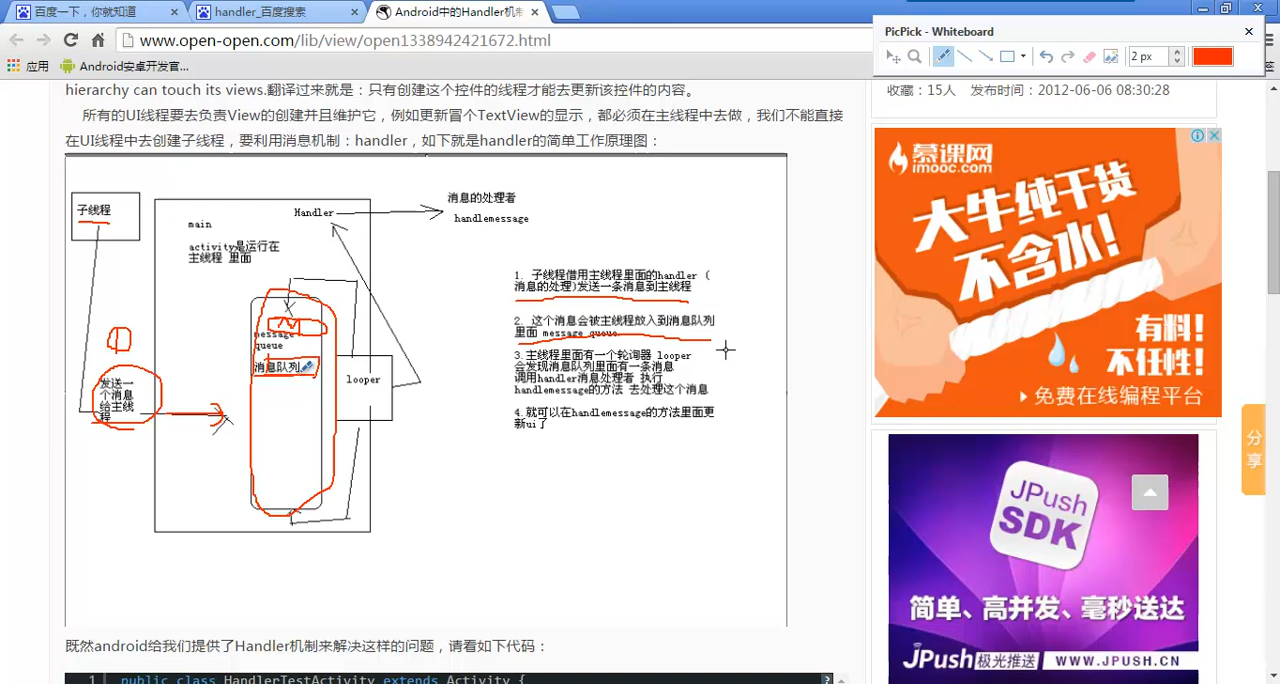 百度一下，你就知道
handler_百度搜索
Android中的Handler机制
PicPick - Whiteboard
www.open-open.com/lib/view/open1338942421672.html
2 px
应用
Android安卓开发官...
hierarchy can touch its views.翻译过来就是：只有创建这个控件的线程才能去更新该控件的内容。
所有的UI线程要去负责View的创建并且维护它，例如更新冒个TextView的显示，都必须在主线程中去做，我们不能直接
在UI线程中去创建子线程，要利用消息机制：handler，如下就是handler的简单工作原理图：
收藏：15人 发布时间：2012-06-06 08:30:28
子线程
main
activity是运行在
主线程 里面
Handler
消息的处理者
handlemessage
message
queue
消息队列
looper
发送一
个消息
给主线
程
1. 子线程借用主线程里面的handler (
消息的处理)发送一条消息到主线程
2. 这个消息会被主线程放入到消息队列
里面 message queue
3.主线程里面有一个轮询器 looper
会发现消息队列里面有一条消息
调用handler消息处理者 执行
handlemessage的方法 去处理这个消息
4.就可以在handlemessage的方法里面更
新ui了
慕课网
imooc.com
大牛纯干货
不含水!
有料!
不任性!
免费在线编程平台
分
享
JPush
SDK
简单、高并发、毫秒送达
JPush 极光推送 WWW.JPUSH.CN
既然android给我们提供了Handler机制来解决这样的问题，请看如下代码：
1 public class HandlerTestActivity extends Activity {
?